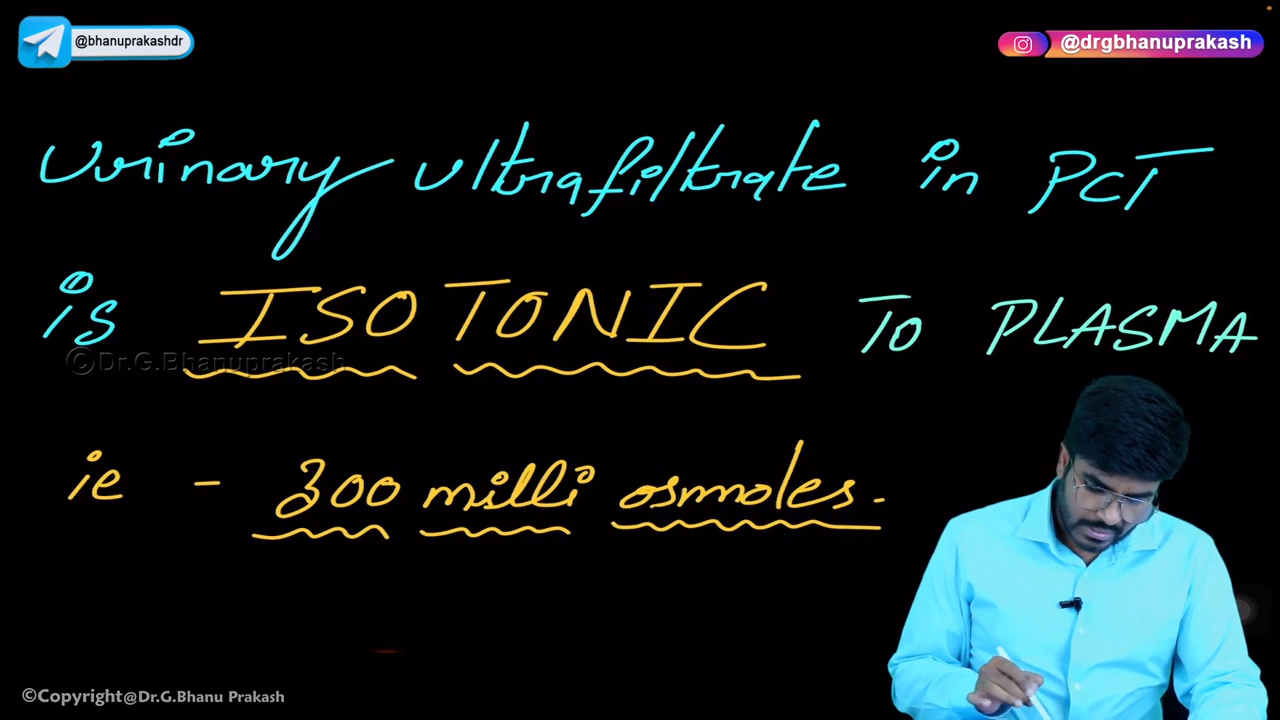 @bhanuprakashdr
@drgbhanuprakash
Urinary ultrafiltrate in PCT
is ISOTONIC TO PLASMA
©Dr.G.Bhanuprakash
ie - 300 milli osmoles.
©Copyright@Dr.G.Bhanu Prakash